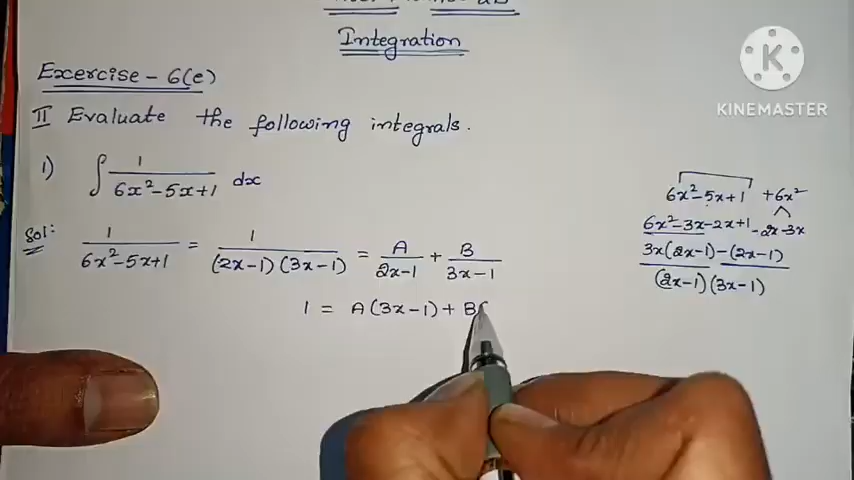 Integration
Excercise - 6(e)
II Evaluate the following integrals.
1) ∫ 1/(6x²-5x+1) dx
Sol: 1/(6x²-5x+1) = 1/((2x-1)(3x-1)) = A/(2x-1) + B/(3x-1)
1 = A(3x-1) + B(
6x²-5x+1 +6x²
6x²-3x-2x+1 -2x-3x
3x(2x-1)-(2x-1)
(2x-1)(3x-1)
KINEMASTER